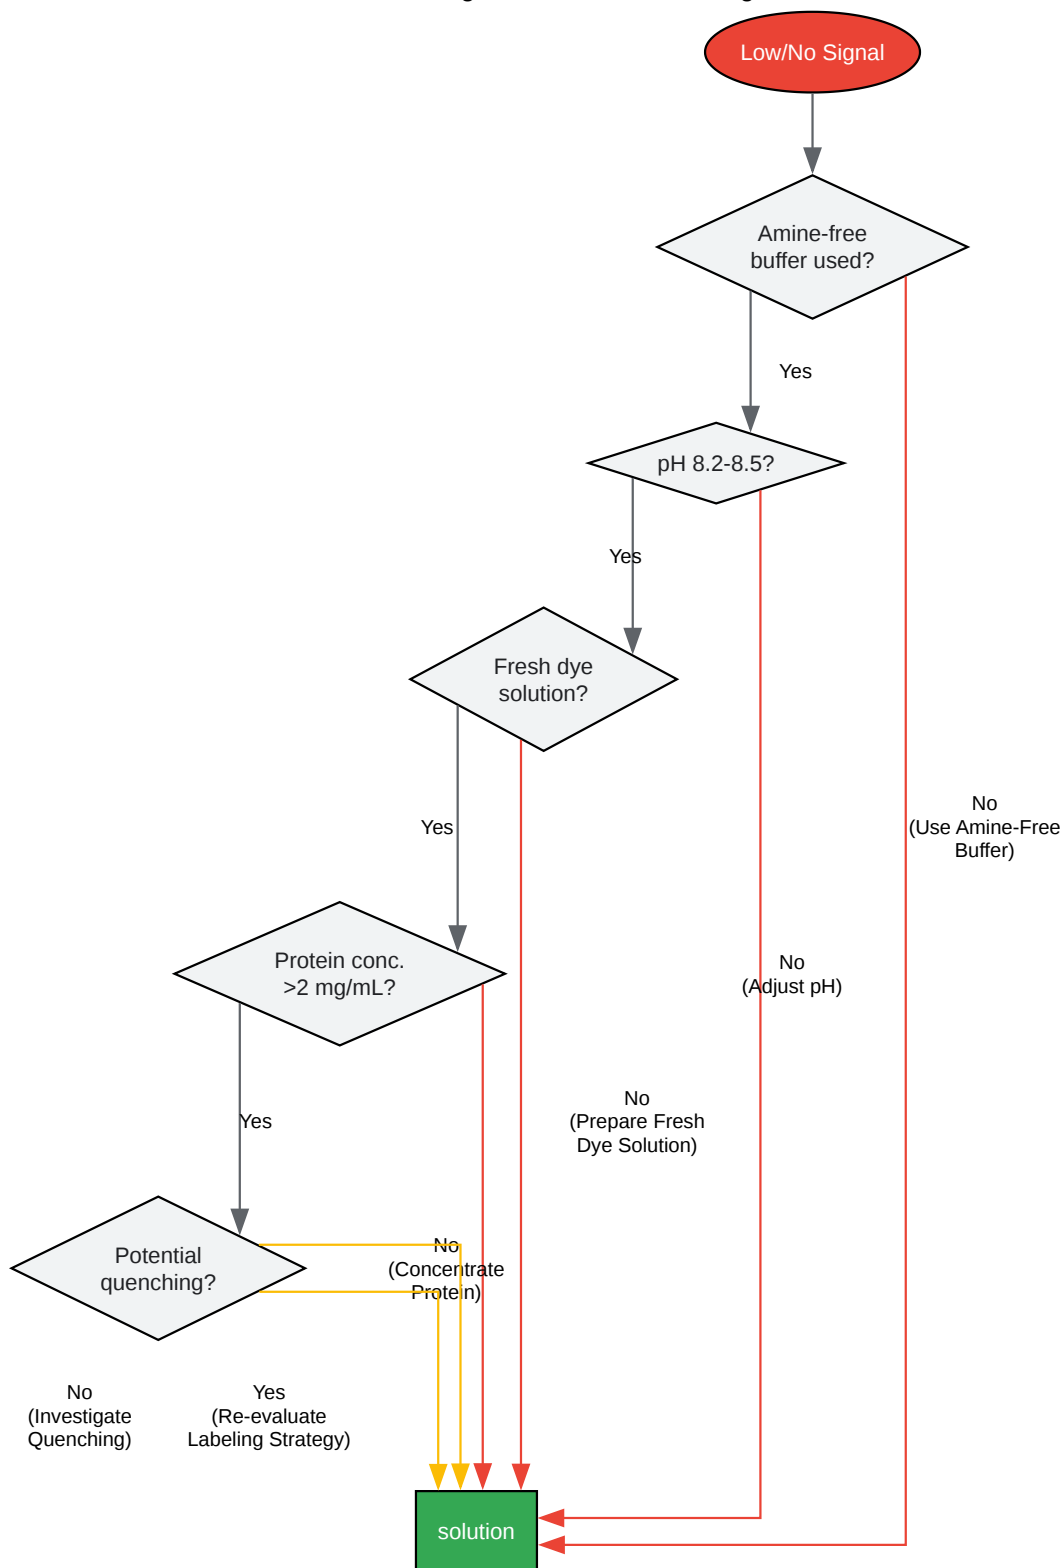 Low/No Signal
Amine-free
buffer used?
Yes
pH 8.2-8.5?
Yes
Fresh dye
solution?
No
(Use Amine-Free
Buffer)
Yes
Protein conc.
>2 mg/mL?
No
(Adjust pH)
No
(Prepare Fresh
Dye Solution)
Yes
Potential
quenching?
No
(Concentrate
Protein)
No
(Investigate
Quenching)
Yes
(Re-evaluate
Labeling Strategy)
solution